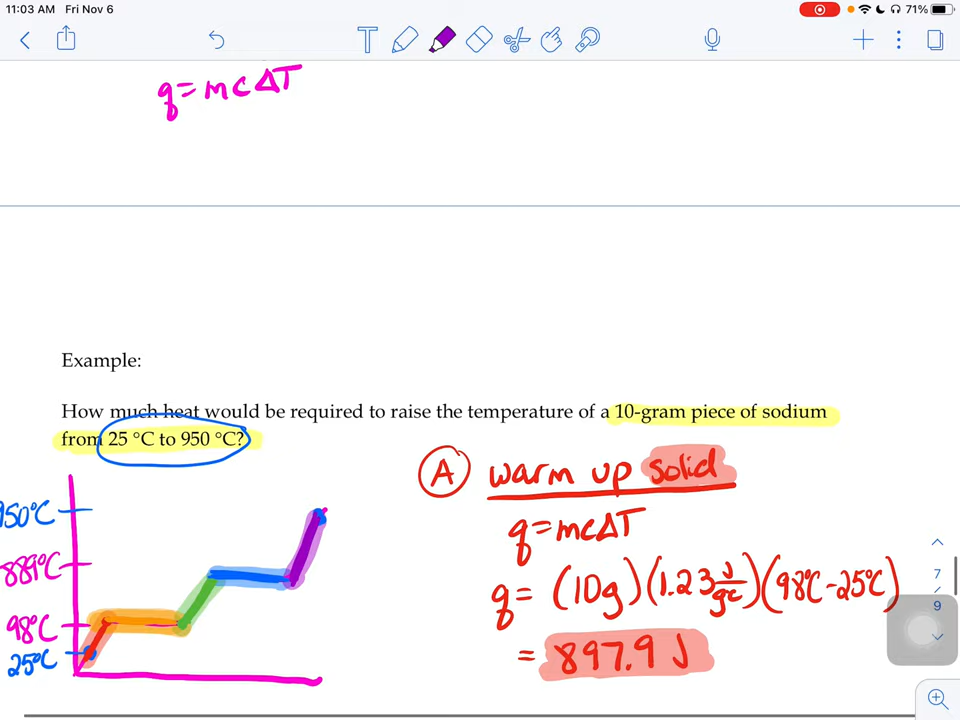 11:03 AM Fri Nov 6
71%
T
q=mcΔT
Example:
How much heat would be required to raise the temperature of a 10-gram piece of sodium
from 25 °C to 950 °C?
950°C
889°C
98°C
25°C
A warm up solid
q=mcΔT
q= (10g)(1.23 J/g°C)(98°C-25°C)
= 897.9 J
7
9